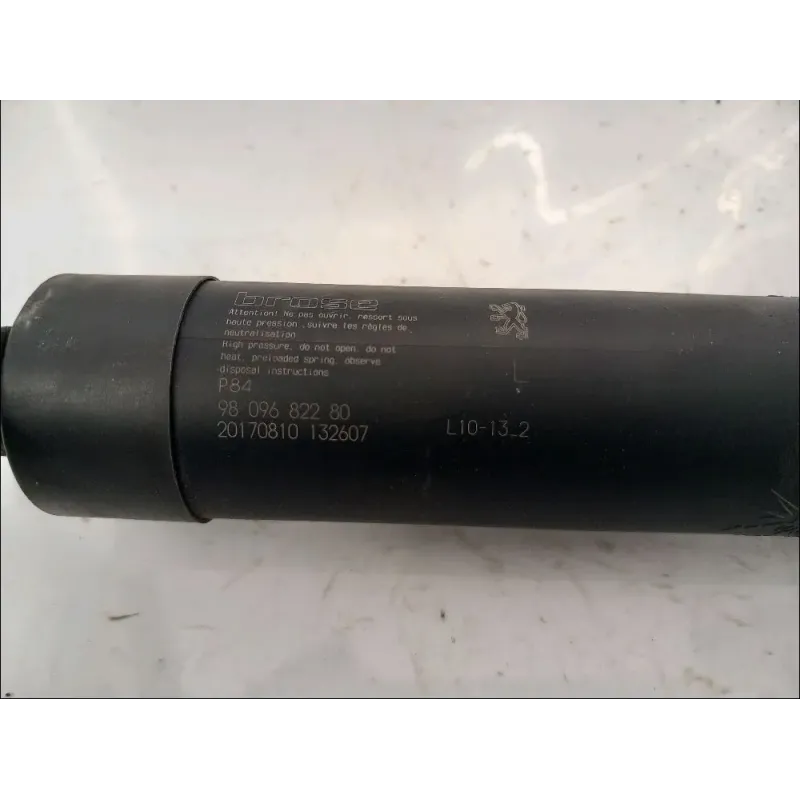 brose
Attention! Ne pas ouvrir, ressort sous
haute pression ,suivre les règles de
neutralisation
High pressure, do not open, do not
heat, preloaded spring, observe
disposal instructions
P84
98 096 822 80
20170810 132607
L
L10-13_2